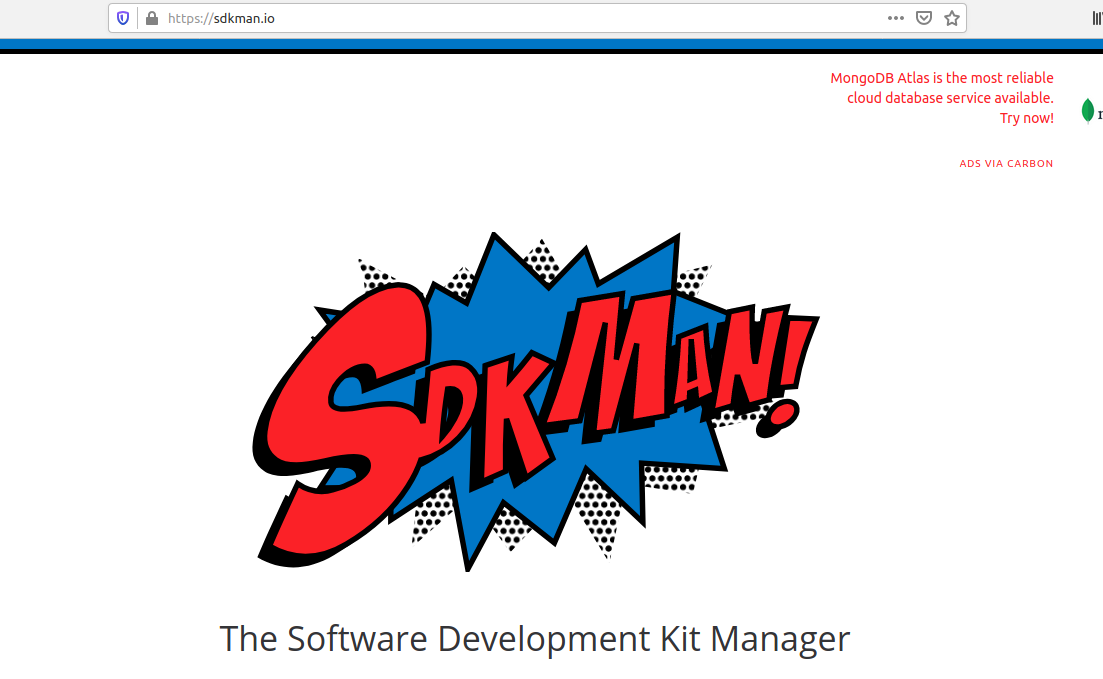 https://sdkman.io
MongoDB Atlas is the most reliable
cloud database service available.
Try now!
ADS VIA CARBON
SDKMAN!
The Software Development Kit Manager